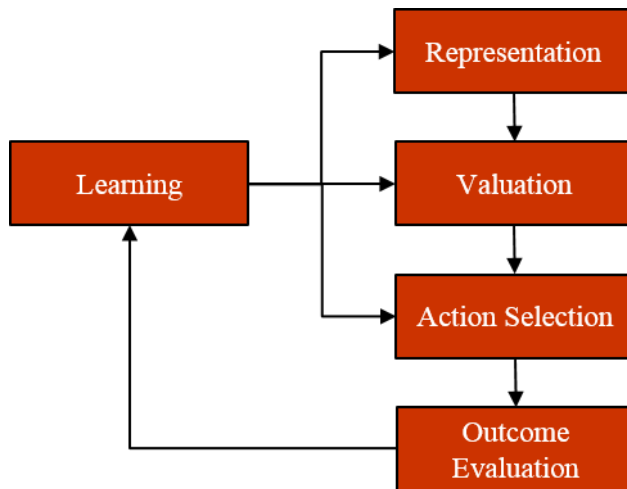 Representation
Learning
Valuation
Action Selection
Outcome
Evaluation